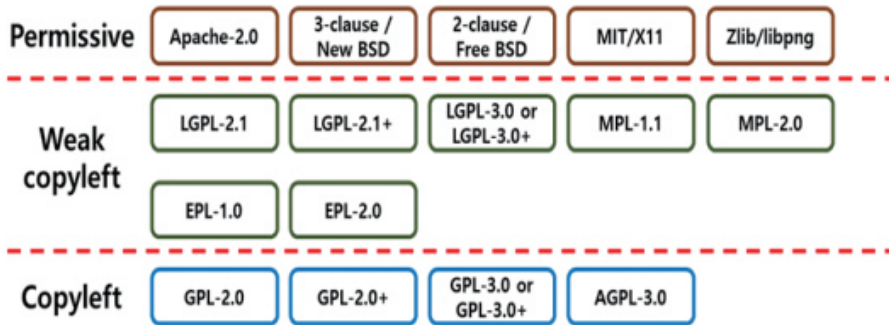 Permissive
Apache-2.0
3-clause /
New BSD
2-clause /
Free BSD
MIT/X11
Zlib/libpng
Weak
copyleft
LGPL-2.1
LGPL-2.1+
LGPL-3.0 or
LGPL-3.0+
MPL-1.1
MPL-2.0
EPL-1.0
EPL-2.0
Copyleft
GPL-2.0
GPL-2.0+
GPL-3.0 or
GPL-3.0+
AGPL-3.0